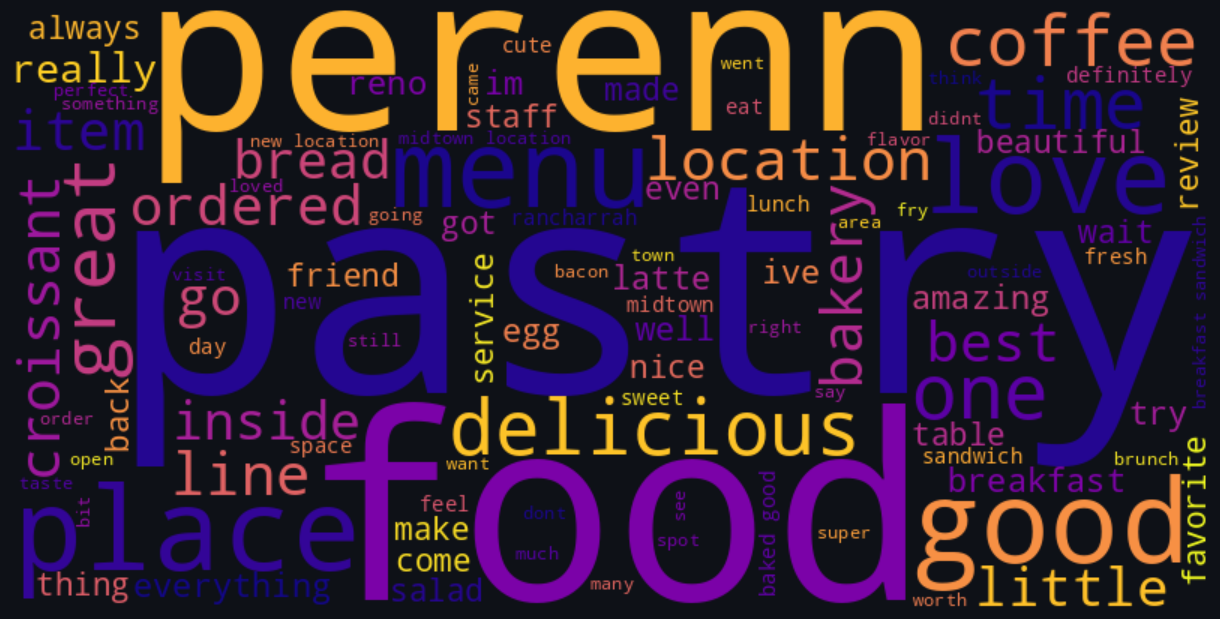 always
perenn
cute
coffee
really
came
went
think
definitely
perfect
something
reno
im
made
time
item
staff
eat
didnt
new location
midtown location
flavor
beautiful
review
bread
menu
location
love
croissant
great
loved
even
ordered
going
got
rancharrah
lunch
bakery
area
fry
wait
pastry
visit
friend
service
town
bacon
latte
ive
outside
fresh
breakfast sandwich
go
new
midtown
amazing
day
still
egg
well
right
best
back
nice
one
say
order
inside
sweet
delicious
try
space
table
open
line
want
food
sandwich
brunch
favorite
taste
bit
place
feel
see
baked good
breakfast
make
dont
good
come
much
spot
super
thing
everything
salad
many
worth
little